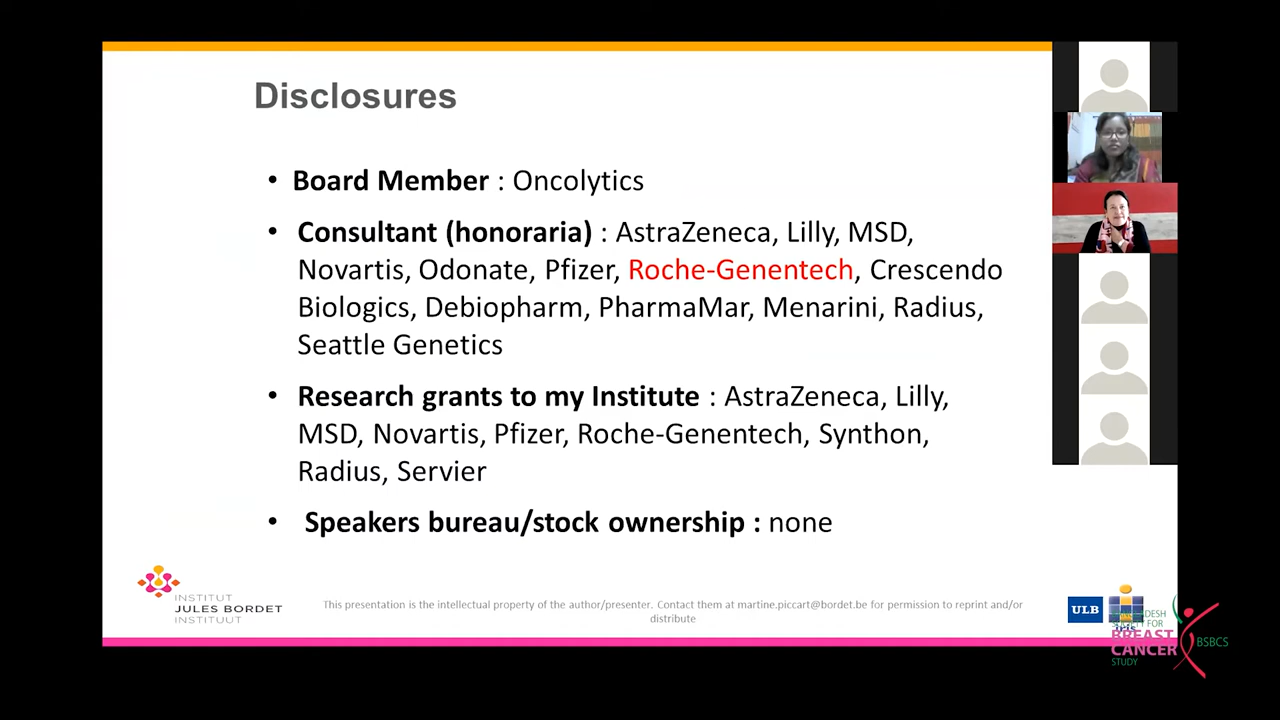 Disclosures
• Board Member : Oncolytics
• Consultant (honoraria) : AstraZeneca, Lilly, MSD,
Novartis, Odonate, Pfizer, Roche-Genentech, Crescendo
Biologics, Debiopharm, PharmaMar, Menarini, Radius,
Seattle Genetics
• Research grants to my Institute : AstraZeneca, Lilly,
MSD, Novartis, Pfizer, Roche-Genentech, Synthon,
Radius, Servier
• Speakers bureau/stock ownership : none
INSTITUT
JULES BORDET
INSTITUUT
This presentation is the intellectual property of the author/presenter. Contact them at martine.piccart@bordet.be for permission to reprint and/or
distribute
ULB
iris
SOCIETY FOR
BREAST
CANCER
STUDY
BSBCS